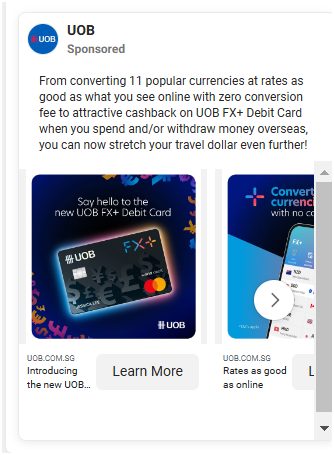 UOB
Sponsored
From converting 11 popular currencies at rates as
good as what you see online with zero conversion
fee to attractive cashback on UOB FX+ Debit Card
when you spend and/or withdraw money overseas,
you can now stretch your travel dollar even further!
Say hello to the
new UOB FX+ Debit Card
UOB
FX+
UOB
Convert
currencie
with no c
UOB.COM.SG
Introducing
the new UOB...
Learn More
UOB.COM.SG
Rates as good
as online
L